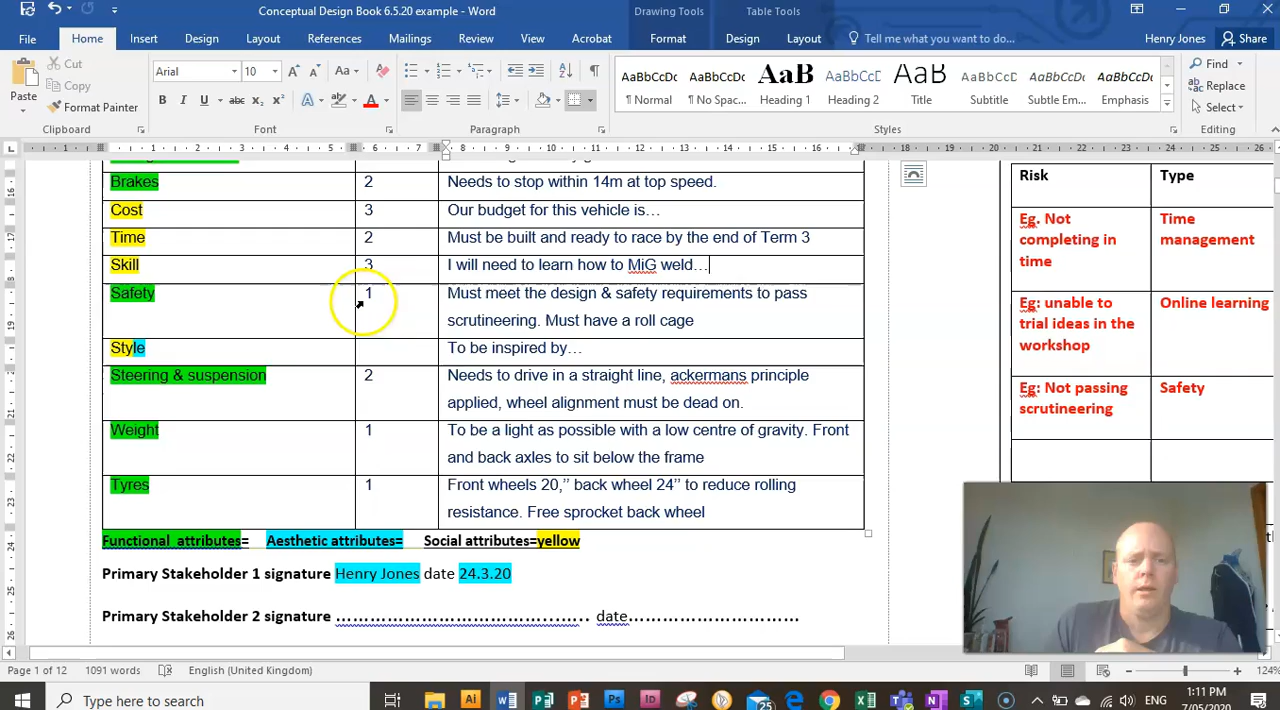 Conceptual Design Book 6.5.20 example - Word
Drawing Tools
Table Tools
File
Home
Insert
Design
Layout
References
Mailings
Review
View
Acrobat
Format
Design
Layout
Tell me what you want to do...
Henry Jones
Share
Paste
Cut
Copy
Format Painter
Arial
10
Aa
B I U abc x₂ x² A A
AaBbCcDc AaBbCcDc AaB AaBbCcD AaB AaBbCcD AaBbCcDc
¶ Normal
¶ No Spac...
Heading 1
Heading 2
Title
Subtitle
Subtle Em...
Emphasis
Find
Replace
Select
Clipboard
Font
Paragraph
Styles
Editing
Brakes 2 Needs to stop within 14m at top speed.
Cost 3 Our budget for this vehicle is…
Time 2 Must be built and ready to race by the end of Term 3
Skill 3 I will need to learn how to MiG weld…
Safety 1 Must meet the design & safety requirements to pass
scrutineering. Must have a roll cage
Style To be inspired by…
Steering & suspension 2 Needs to drive in a straight line, ackermans principle
applied, wheel alignment must be dead on.
Weight 1 To be a light as possible with a low centre of gravity. Front
and back axles to sit below the frame
Tyres 1 Front wheels 20,” back wheel 24” to reduce rolling
resistance. Free sprocket back wheel
Functional attributes= Aesthetic attributes= Social attributes=yellow
Primary Stakeholder 1 signature Henry Jones date 24.3.20
Primary Stakeholder 2 signature ……………………………...….. date…………………………
Risk Type
Eg. Not Time
completing in management
time
Eg: unable to Online learning
trial ideas in the
workshop
Eg: Not passing Safety
scrutineering
Page 1 of 12
1091 words
English (United Kingdom)
124%
Type here to search
25
ENG
1:11 PM
7/05/2020